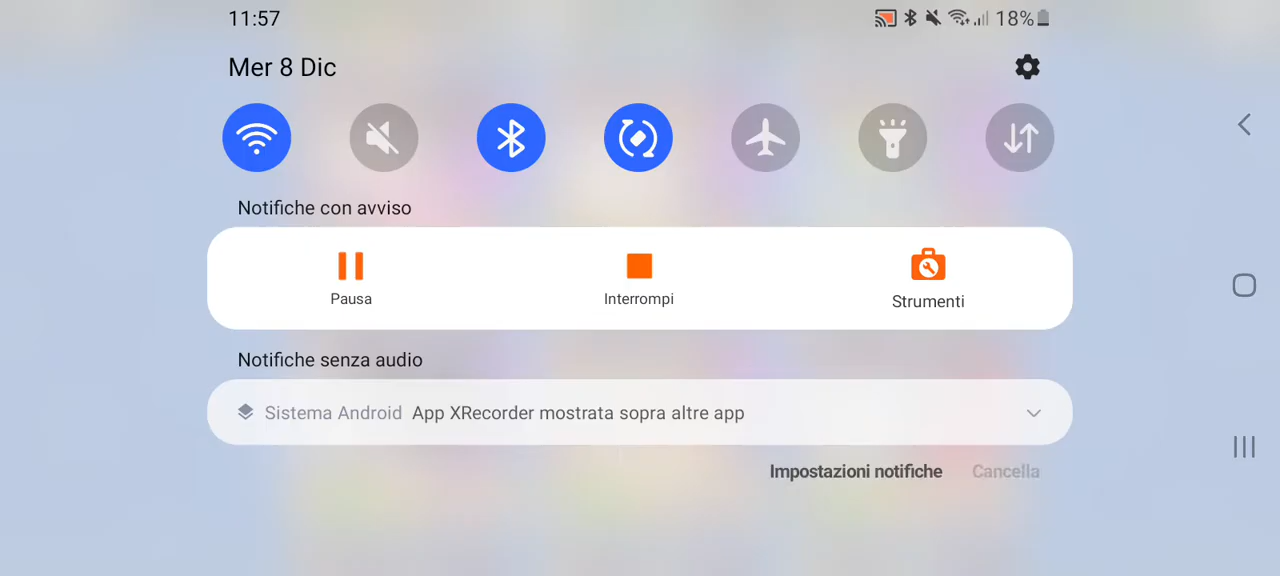 11:57
18%
Mer 8 Dic
Notifiche con avviso
Pausa
Interrompi
Strumenti
Notifiche senza audio
Sistema Android App XRecorder mostrata sopra altre app
Impostazioni notifiche Cancella